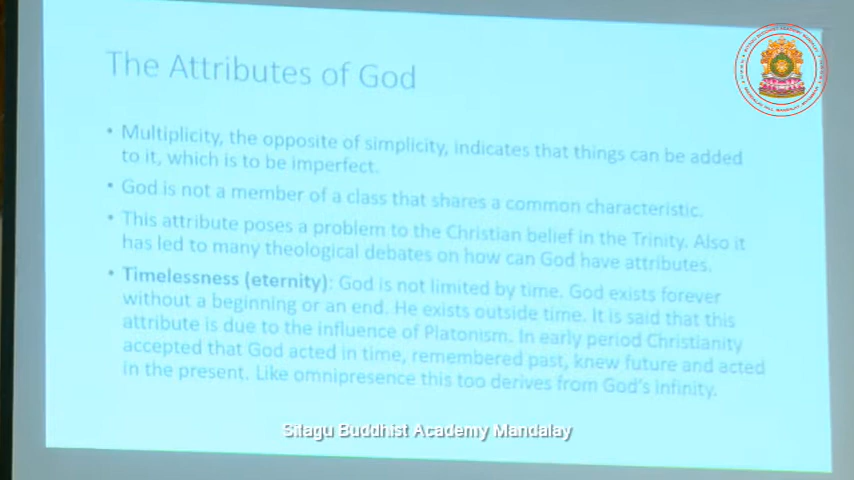 The Attributes of God
• Multiplicity, the opposite of simplicity, indicates that things can be added
to it, which is to be imperfect.
• God is not a member of a class that shares a common characteristic.
• This attribute poses a problem to the Christian belief in the Trinity. Also it
has led to many theological debates on how can God have attributes.
• Timelessness (eternity): God is not limited by time. God exists forever
without a beginning or an end. He exists outside time. It is said that this
attribute is due to the influence of Platonism. In early period Christianity
accepted that God acted in time, remembered past, knew future and acted
in the present. Like omnipresence this too derives from God's infinity.
Sitagu Buddhist Academy Mandalay